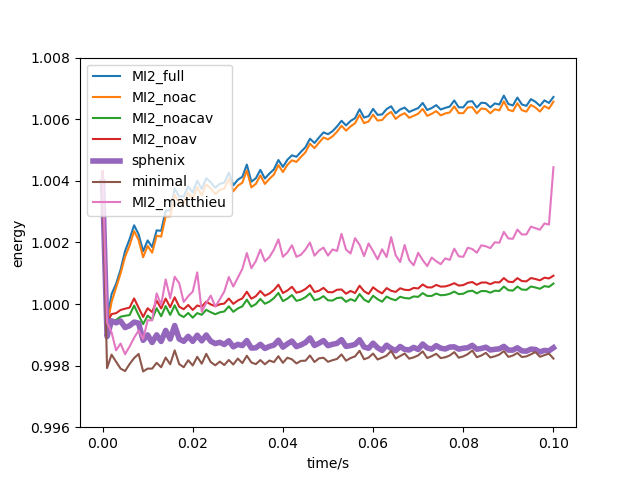 1.008
1.006
1.004
1.002
1.000
0.998
0.996
energy
MI2_full
MI2_noac
MI2_noacav
MI2_noav
sphenix
minimal
MI2_matthieu
0.00
0.02
0.04
0.06
0.08
0.10
time/s